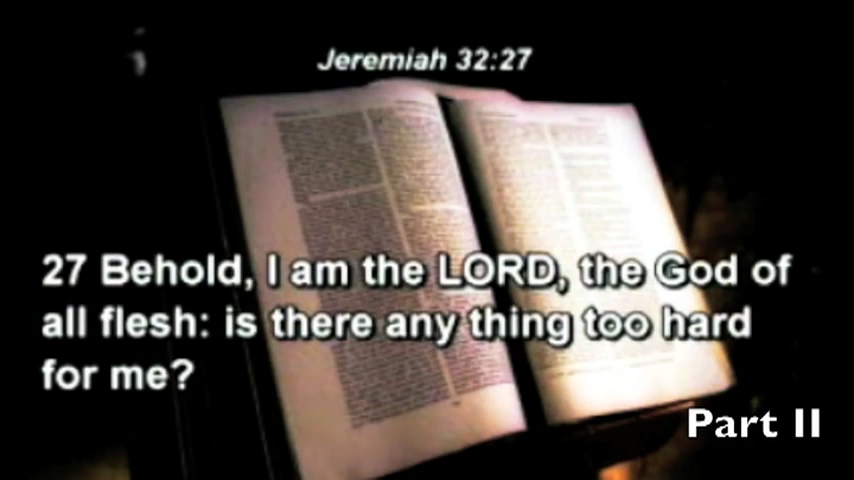 Jeremiah 32:27
27 Behold, I am the LORD, the God of
all flesh: is there any thing too hard
for me?
Part II